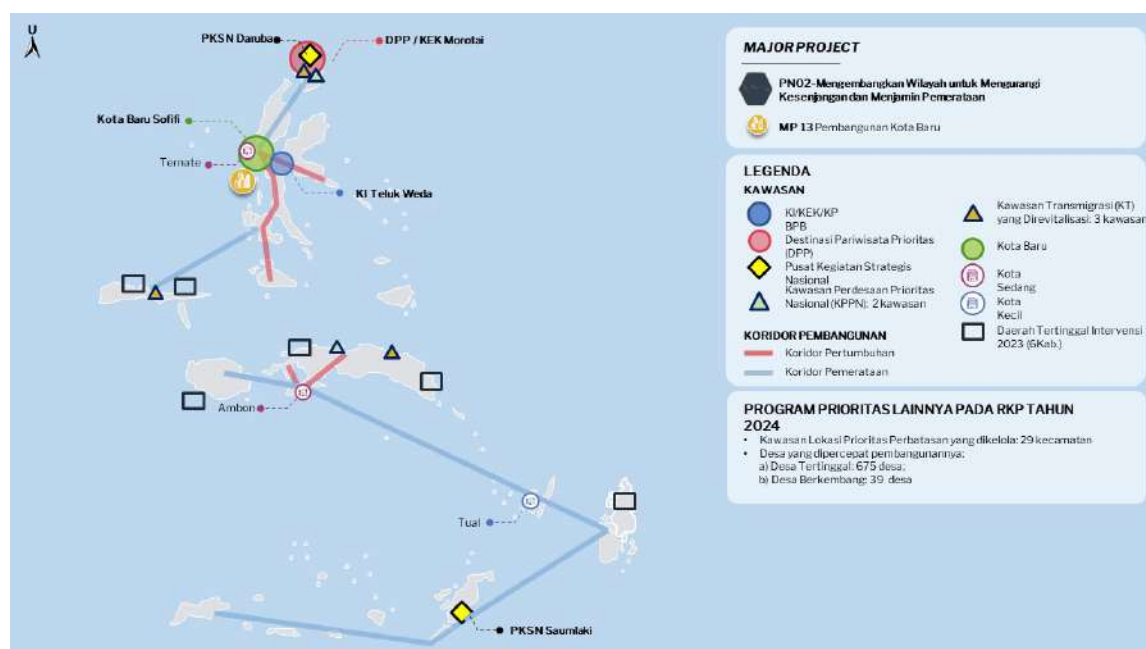 U
PKSN Daruba
DPP / KEK Morotai
Kota Baru Sofifi
Ternate
KI Teluk Weda
Ambon
Tual
PKSN Saumlaki
MAJOR PROJECT
PN02-Mengembangkan Wilayah untuk Mengurangi
Kesenjangan dan Menjamin Pemerataan
MP 13 Pembangunan Kota Baru
LEGENDA
KAWASAN
KI/KEK/KP
BPB
Destinasi Pariwisata Prioritas
(DPP)
Pusat Kegiatan Strategis
Nasional
Kawasan Perdesaan Prioritas
Nasional (KPPN): 2 kawasan
Kawasan Transmigrasi (KT)
yang Direvitalisasi: 3 kawasan
Kota Baru
Kota
Sedang
Kota
Kecil
Daerah Tertinggal Intervensi
2023 (6Kab.)
KORIDOR PEMBANGUNAN
Koridor Pertumbuhan
Koridor Pemerataan
PROGRAM PRIORITAS LAINNYA PADA RKP TAHUN
2024
• Kawasan Lokasi Prioritas Perbatasan yang dikelola: 29 kecamatan
• Desa yang dipercepat pembangunannya:
a) Desa Tertinggal: 675 desa;
b) Desa Berkembang: 39 desa